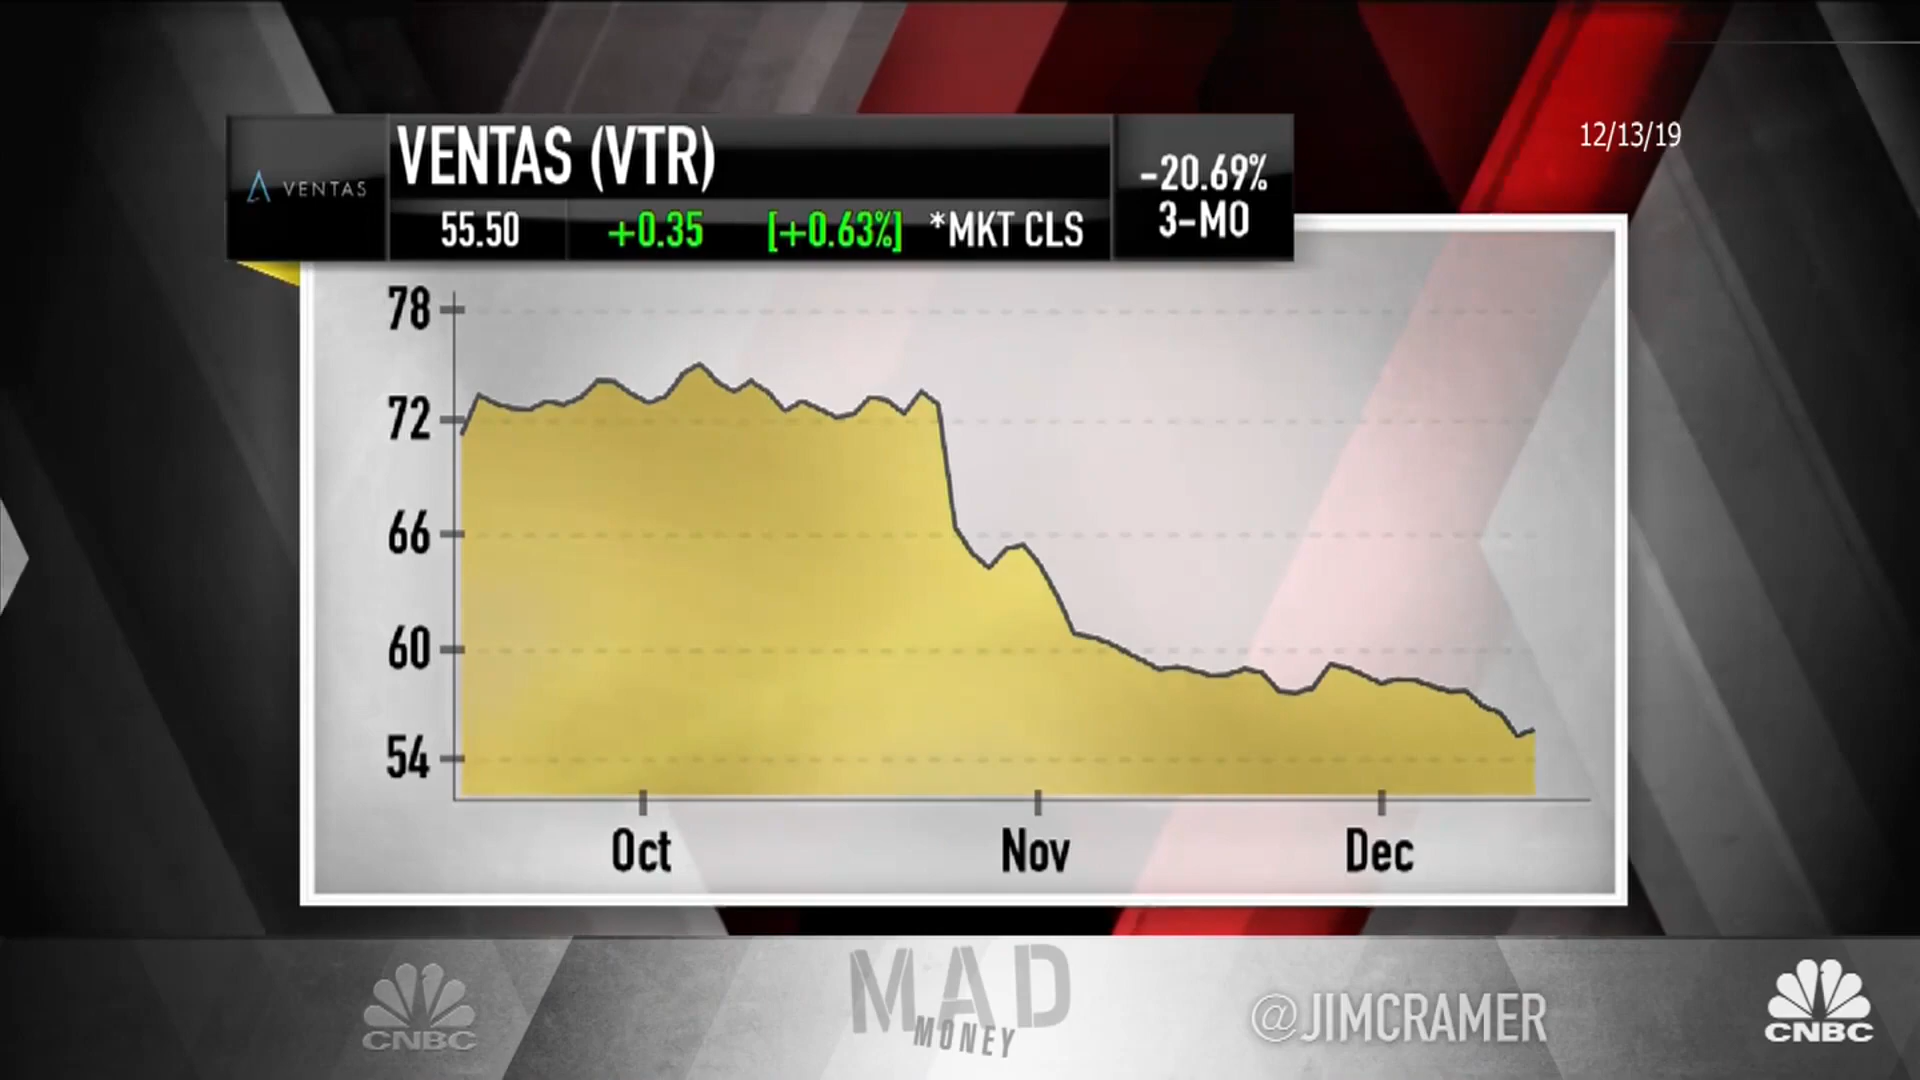 12/13/19
VENTAS
VENTAS (VTR)
55.50 +0.35 [+0.63%] *MKT CLS
-20.69%
3-MO
78
72
66
60
54
Oct Nov Dec
CNBC
MAD
MONEY
@JIMCRAMER
CNBC